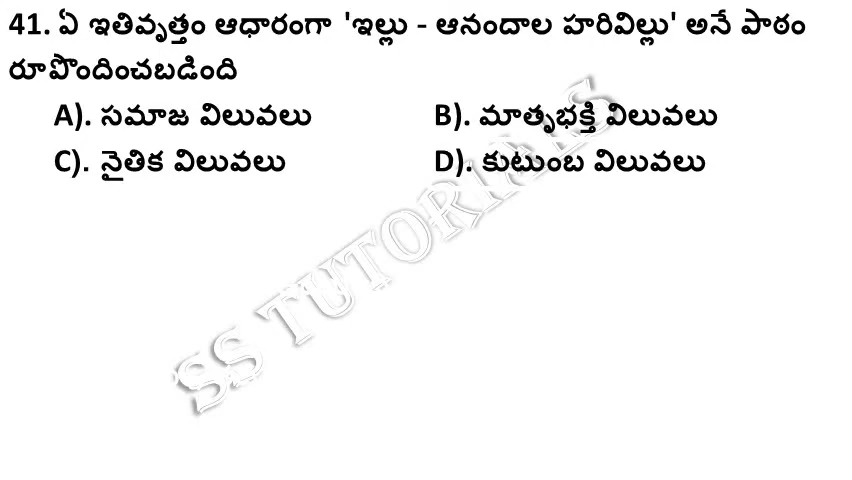 41. ఏ ఇతివృత్తం ఆధారంగా 'ఇల్లు - ఆనందాల హరివిల్లు' అనే పాఠం
రూపొందించబడింది
A). సమాజ విలువలు B). మాతృభక్తి విలువలు
C). నైతిక విలువలు D). కుటుంబ విలువలు
SS TUTORIALS